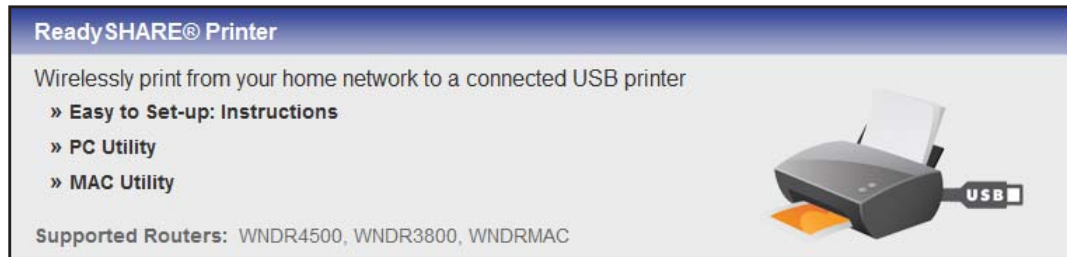 ReadySHARE® Printer
Wirelessly print from your home network to a connected USB printer
» Easy to Set-up: Instructions
» PC Utility
» MAC Utility
USB
Supported Routers: WNDR4500, WNDR3800, WNDRMAC